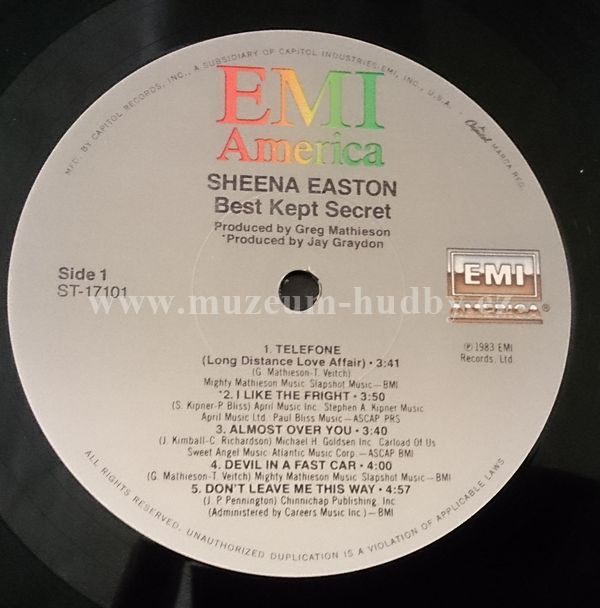 MFD. BY CAPITOL RECORDS, INC., A SUBSIDIARY OF CAPITOL INDUSTRIES-EMI, INC., U.S.A. · Capitol MARCA REG.
EMI
America
SHEENA EASTON
Best Kept Secret
Produced by Greg Mathieson
*Produced by Jay Graydon
Side 1
ST-17101
EMI
AMERICA®
www.muzeum-hudby.cz
℗ 1983 EMI
Records, Ltd.
1. TELEFONE
(Long Distance Love Affair) • 3:41
(G. Mathieson-T. Veitch)
Mighty Mathieson Music Slapshot Music—BMI
*2. I LIKE THE FRIGHT • 3:50
(S. Kipner-P. Bliss) April Music Inc. Stephen A. Kipner Music
April Music Ltd. Paul Bliss Music—ASCAP PRS
3. ALMOST OVER YOU • 3:40
(J. Kimball-C. Richardson) Michael H. Goldsen Inc. Carload Of Us
Sweet Angel Music Atlantic Music Corp.—ASCAP BMI
4. DEVIL IN A FAST CAR • 4:00
(G. Mathieson-T. Veitch) Mighty Mathieson Music Slapshot Music—BMI
5. DON'T LEAVE ME THIS WAY • 4:57
(J. P. Pennington) Chinnichap Publishing, Inc.
(Administered by Careers Music Inc.)—BMI
ALL RIGHTS RESERVED. UNAUTHORIZED DUPLICATION IS A VIOLATION OF APPLICABLE LAWS